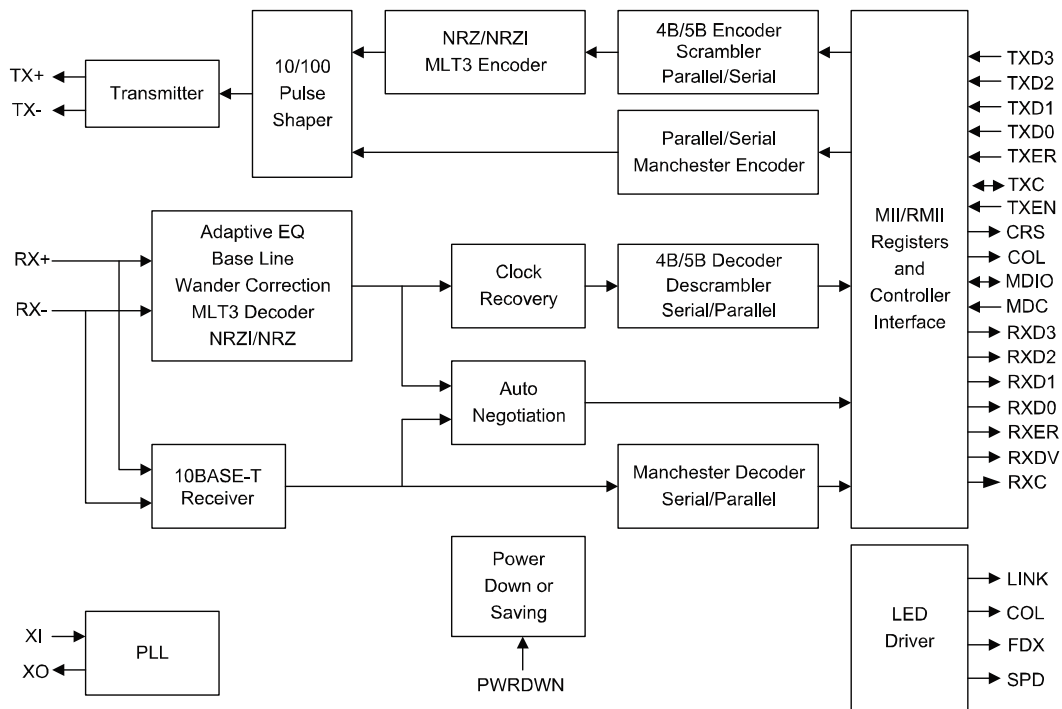 TX+
TX-
Transmitter
10/100
Pulse
Shaper
NRZ/NRZI
MLT3 Encoder
4B/5B Encoder
Scrambler
Parallel/Serial
Parallel/Serial
Manchester Encoder
RX+
RX-
Adaptive EQ
Base Line
Wander Correction
MLT3 Decoder
NRZI/NRZ
Clock
Recovery
4B/5B Decoder
Descrambler
Serial/Parallel
Auto
Negotiation
10BASE-T
Receiver
Manchester Decoder
Serial/Parallel
MII/RMII
Registers
and
Controller
Interface
TXD3
TXD2
TXD1
TXD0
TXER
TXC
TXEN
CRS
COL
MDIO
MDC
RXD3
RXD2
RXD1
RXD0
RXER
RXDV
RXC
XI
XO
PLL
Power
Down or
Saving
PWRDWN
LED
Driver
LINK
COL
FDX
SPD